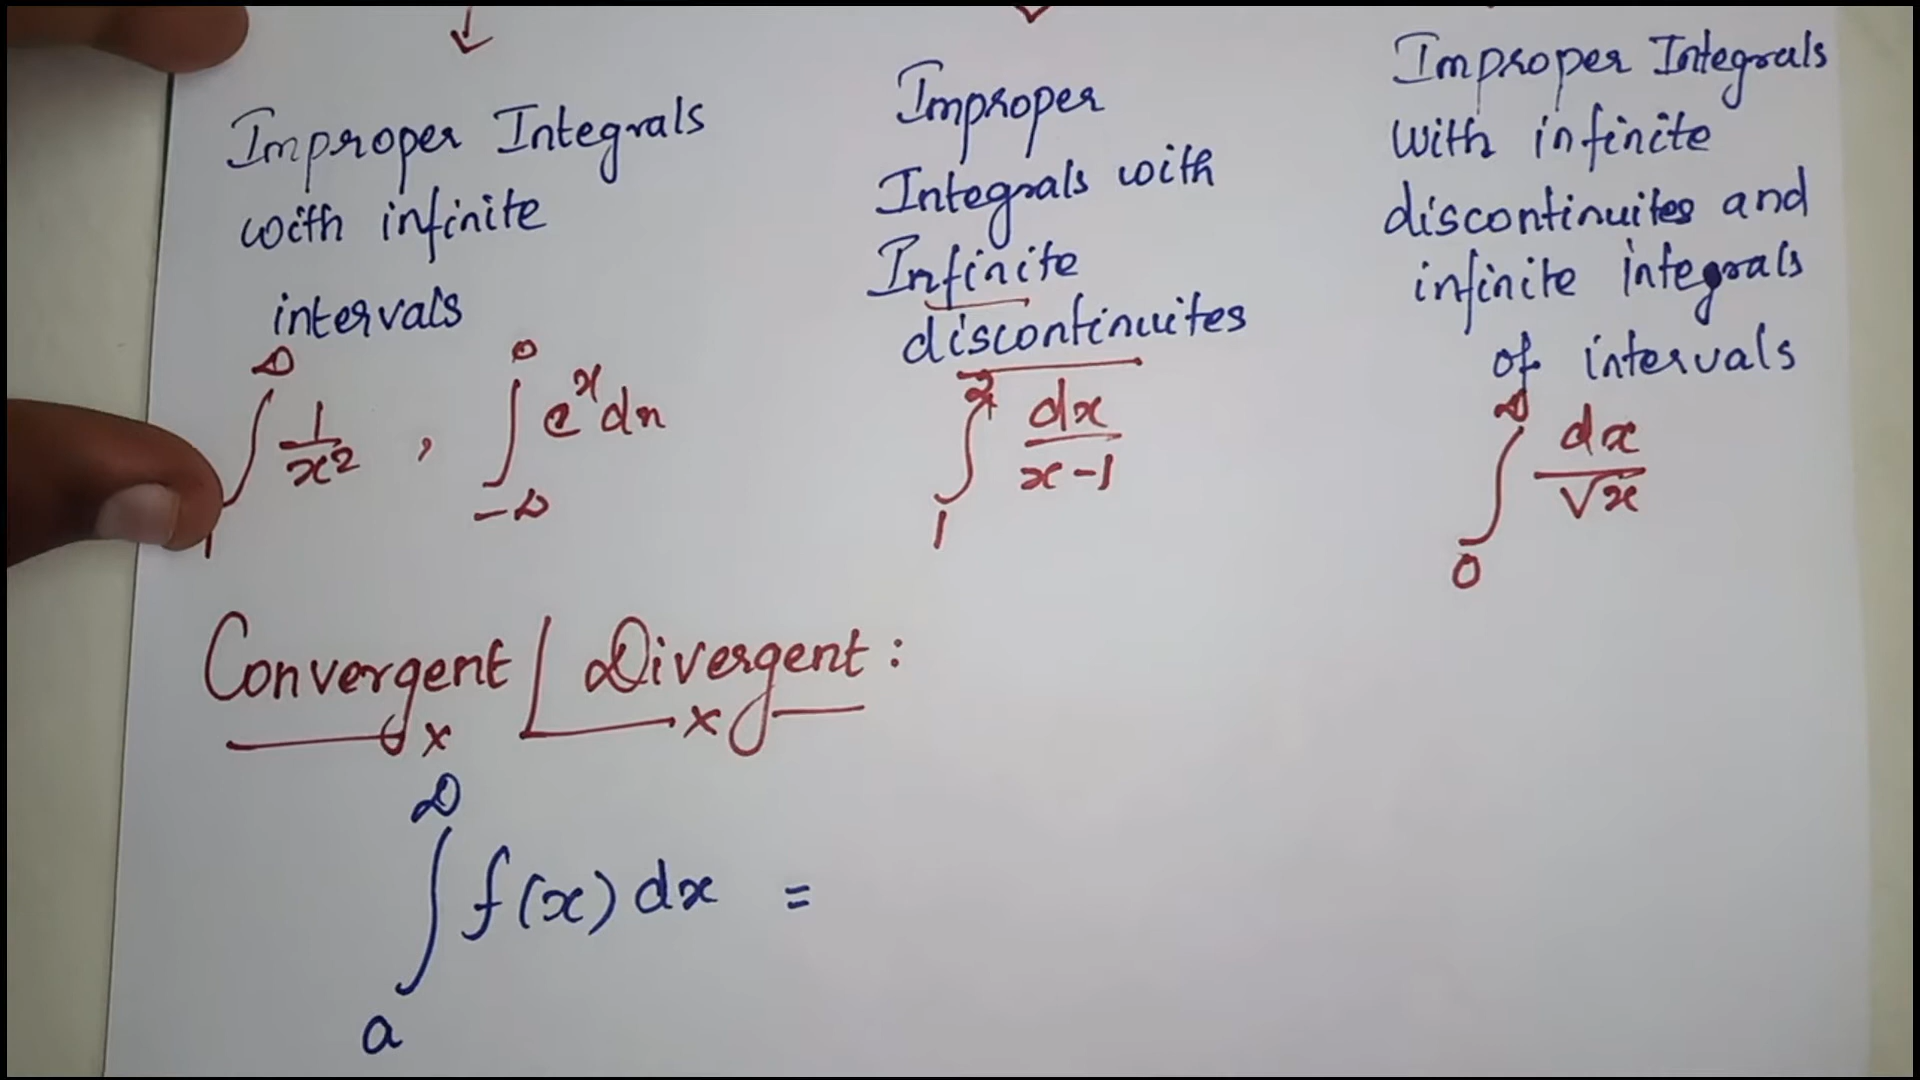 Improper Integrals
with infinite
intervals
∫₁^∞ 1/x² , ∫₋∞^0 e^x dx
Improper
Integrals with
Infinite
discontinuites
∫₁^2 dx/x-1
Improper Integrals
With infinite
discontinuites and
infinite integrals
of intervals
∫₀^∞ dx/√x
Convergent / Divergent :
∫ₐ^∞ f(x) dx =